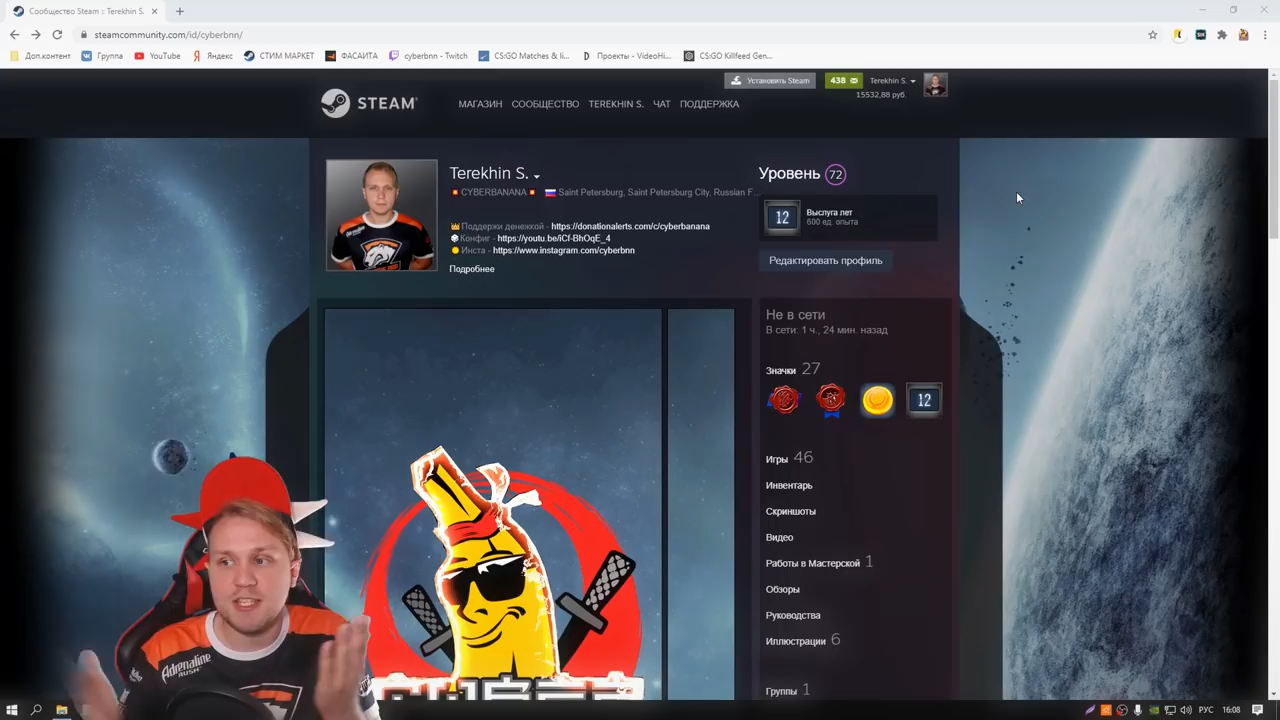 Сообщество Steam :: Terekhin S.
steamcommunity.com/id/cyberbnn/
Доп.контент Группа YouTube Яндекс СТИМ МАРКЕТ ФАСАИТА cyberbnn - Twitch CS:GO Matches & li... Проекты - VideoHi... CS:GO Killfeed Gen...
Установить Steam 438 Terekhin S.
15532,88 руб.
STEAM МАГАЗИН СООБЩЕСТВО TEREKHIN S. ЧАТ ПОДДЕРЖКА
Terekhin S.
CYBERBANANA Saint Petersburg, Saint Petersburg City, Russian F...
Поддержи денежкой - https://donationalerts.com/c/cyberbanana
Конфиг - https://youtu.be/lCf-BhOqE_4
Инста - https://www.instagram.com/cyberbnn
Подробнее
Уровень 72
12
Выслуга лет
600 ед. опыта
Редактировать профиль
Не в сети
В сети: 1 ч., 24 мин. назад
Значки 27
12
Игры 46
Инвентарь
Скриншоты
Видео
Работы в Мастерской 1
Обзоры
Руководства
Иллюстрации 6
Группы 1
Adrenaline
RUSH
РУС 16:08